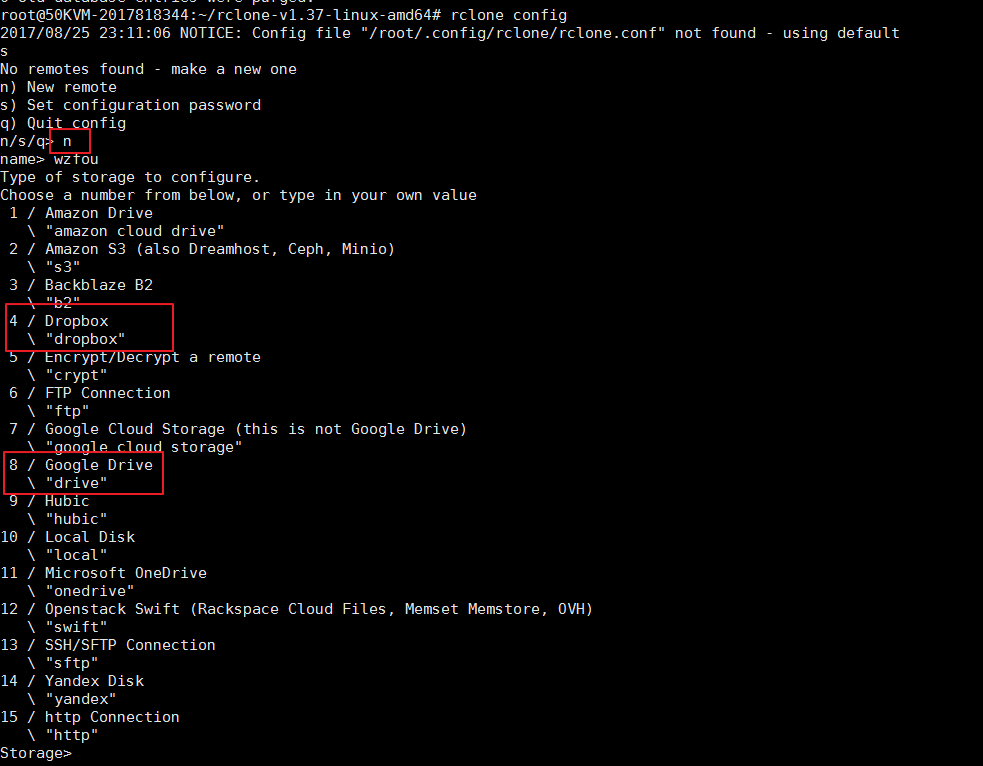 0 old database entries were purged.
root@50KVM-2017818344:~/rclone-v1.37-linux-amd64# rclone config
2017/08/25 23:11:06 NOTICE: Config file "/root/.config/rclone/rclone.conf" not found - using default
s
No remotes found - make a new one
n) New remote
s) Set configuration password
q) Quit config
n/s/q> n
name> wzfou
Type of storage to configure.
Choose a number from below, or type in your own value
1 / Amazon Drive
\ "amazon cloud drive"
2 / Amazon S3 (also Dreamhost, Ceph, Minio)
\ "s3"
3 / Backblaze B2
\ "b2"
4 / Dropbox
\ "dropbox"
5 / Encrypt/Decrypt a remote
\ "crypt"
6 / FTP Connection
\ "ftp"
7 / Google Cloud Storage (this is not Google Drive)
\ "google cloud storage"
8 / Google Drive
\ "drive"
9 / Hubic
\ "hubic"
10 / Local Disk
\ "local"
11 / Microsoft OneDrive
\ "onedrive"
12 / Openstack Swift (Rackspace Cloud Files, Memset Memstore, OVH)
\ "swift"
13 / SSH/SFTP Connection
\ "sftp"
14 / Yandex Disk
\ "yandex"
15 / http Connection
\ "http"
Storage>